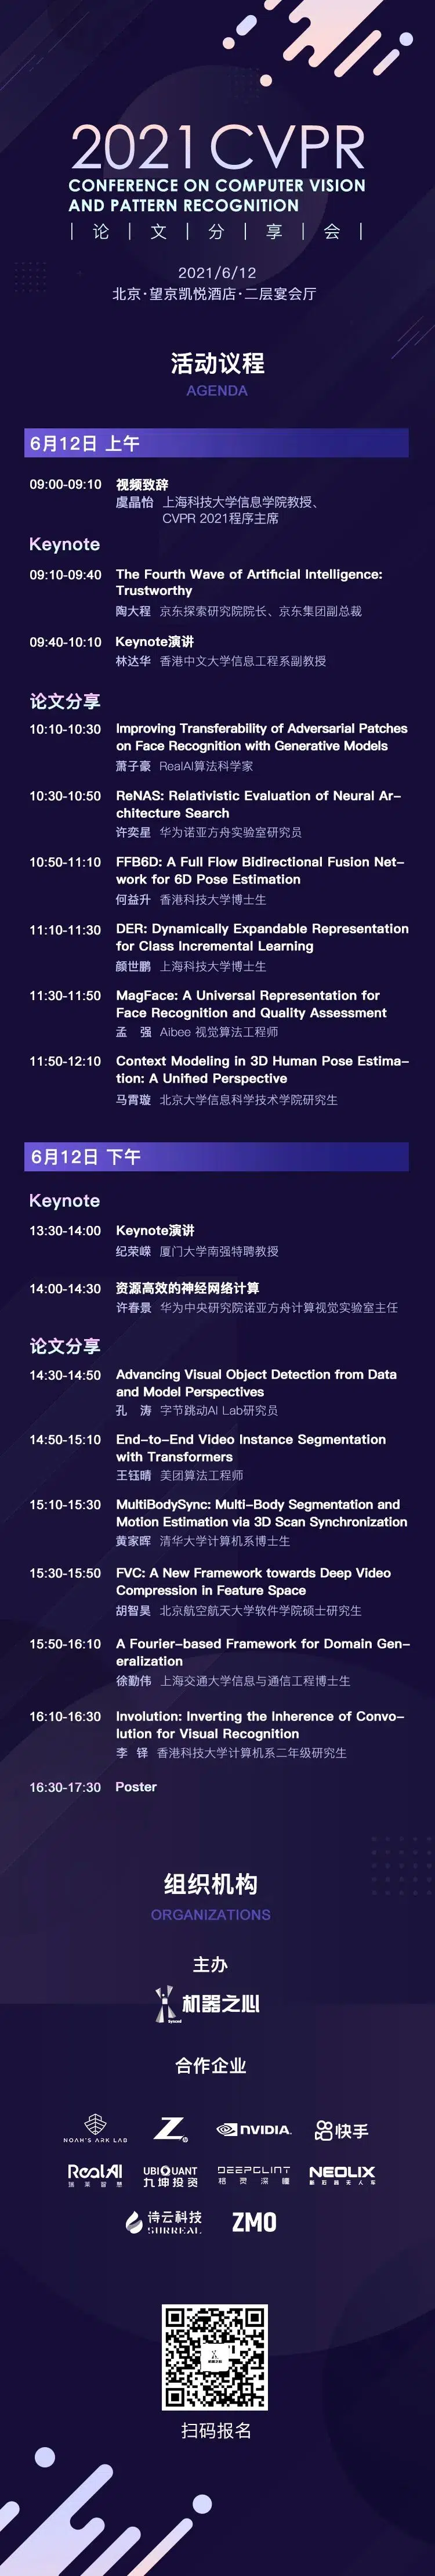 2021 CVPR
CONFERENCE ON COMPUTER VISION
AND PATTERN RECOGNITION
| 论 | 文 | 分 | 享 | 会 |
2021/6/12
北京·望京凯悦酒店·二层宴会厅
活动议程
AGENDA
6月12日 上午
09:00-09:10 视频致辞
虞晶怡 上海科技大学信息学院教授、
CVPR 2021程序主席
Keynote
09:10-09:40 The Fourth Wave of Artificial Intelligence:
Trustworthy
陶大程 京东探索研究院院长、京东集团副总裁
09:40-10:10 Keynote演讲
林达华 香港中文大学信息工程系副教授
论文分享
10:10-10:30 Improving Transferability of Adversarial Patches
on Face Recognition with Generative Models
萧子豪 RealAI算法科学家
10:30-10:50 ReNAS: Relativistic Evaluation of Neural Ar-
chitecture Search
许奕星 华为诺亚方舟实验室研究员
10:50-11:10 FFB6D: A Full Flow Bidirectional Fusion Net-
work for 6D Pose Estimation
何益升 香港科技大学博士生
11:10-11:30 DER: Dynamically Expandable Representation
for Class Incremental Learning
颜世鹏 上海科技大学博士生
11:30-11:50 MagFace: A Universal Representation for
Face Recognition and Quality Assessment
孟 强 Aibee 视觉算法工程师
11:50-12:10 Context Modeling in 3D Human Pose Estima-
tion: A Unified Perspective
马霄璇 北京大学信息科学技术学院研究生
6月12日 下午
Keynote
13:30-14:00 Keynote演讲
纪荣嵘 厦门大学南强特聘教授
14:00-14:30 资源高效的神经网络计算
许春景 华为中央研究院诺亚方舟计算视觉实验室主任
论文分享
14:30-14:50 Advancing Visual Object Detection from Data
and Model Perspectives
孔 涛 字节跳动AI Lab研究员
14:50-15:10 End-to-End Video Instance Segmentation
with Transformers
王钰晴 美团算法工程师
15:10-15:30 MultiBodySync: Multi-Body Segmentation and
Motion Estimation via 3D Scan Synchronization
黄家晖 清华大学计算机系博士生
15:30-15:50 FVC: A New Framework towards Deep Video
Compression in Feature Space
胡智昊 北京航空航天大学软件学院硕士研究生
15:50-16:10 A Fourier-based Framework for Domain Gen-
eralization
徐勤伟 上海交通大学信息与通信工程博士生
16:10-16:30 Involution: Inverting the Inherence of Convo-
lution for Visual Recognition
李 铎 香港科技大学计算机系二年级研究生
16:30-17:30 Poster
组织机构
ORGANIZATIONS
主办
机器之心
Synced
合作企业
NOAH'S ARK LAB
NVIDIA.
快手
RealAI
瑞莱智慧
UBIQUANT
九坤投资
DEEPGLINT
格灵深瞳
NEOLIX
新石器无人车
诗云科技
SURREAL
ZMO
扫码报名